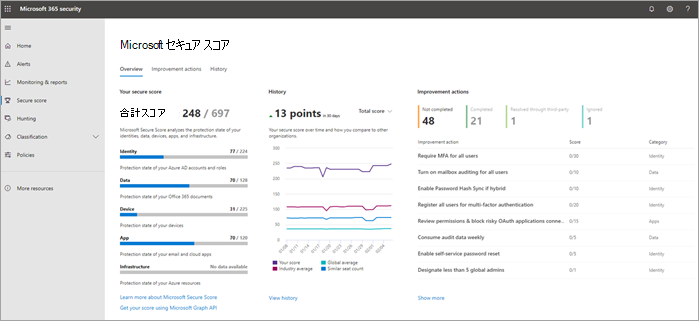 Microsoft 365 security
Home
Alerts
Monitoring & reports
Secure score
Hunting
Classification
Policies
More resources
Microsoft セキュア スコア
Overview Improvement actions History
Your secure score
合計スコア 248 / 697
Microsoft Secure Score analyzes the protection state of your
identities, data, devices, apps, and infrastructure.
Identity 77 / 224
Protection state of your Azure AD accounts and roles
Data 70 / 128
Protection state of your Office 365 documents
Device 31 / 225
Protection state of your devices
App 70 / 120
Protection state of your email and cloud apps
Infrastructure No data available
Protection state of your Azure resources
Learn more about Microsoft Secure Score
Get your score using Microsoft Graph API
History
13 points in 30 days
Total score
Your secure score over time and how you compare to other
organizations.
300
250
200
150
100
50
0
Your score Global average
Industry average Similar seat count
View history
Improvement actions
Not completed Completed Resolved through third-party Ignored
48 21 1 1
Improvement action Score Category
Require MFA for all users 0/30 Identity
Turn on mailbox auditing for all users 0/10 Data
Enable Password Hash Sync if hybrid 0/10 Identity
Register all users for multi-factor authentication 0/20 Identity
Review permissions & block risky OAuth applications conne... 0/15 Apps
Consume audit data weekly 0/5 Data
Enable self-service password reset 0/5 Identity
Designate less than 5 global admins 0/1 Identity
Show more